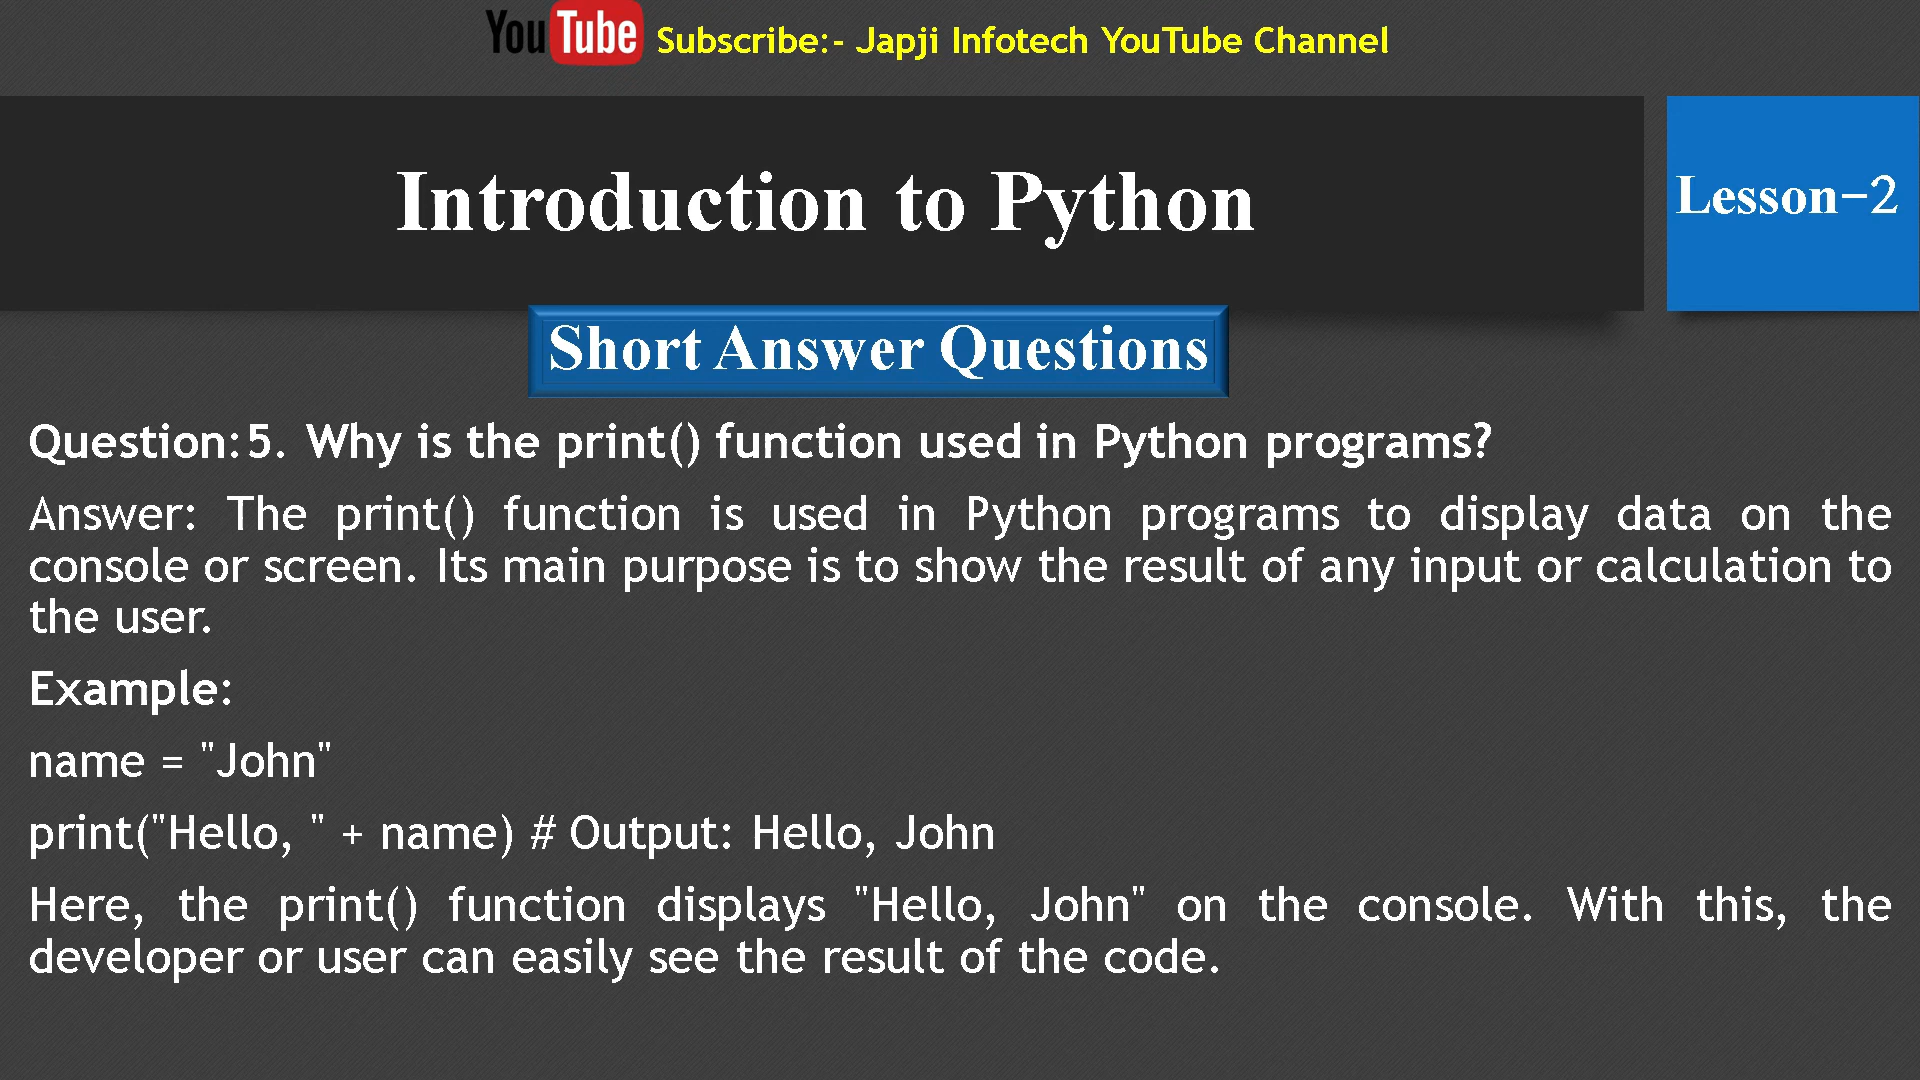 YouTube Subscribe:- Japji Infotech YouTube Channel
Introduction to Python
Lesson-2
Short Answer Questions
Question:5. Why is the print() function used in Python programs?
Answer: The print() function is used in Python programs to display data on the
console or screen. Its main purpose is to show the result of any input or calculation to
the user.
Example:
name = "John"
print("Hello, " + name) # Output: Hello, John
Here, the print() function displays "Hello, John" on the console. With this, the
developer or user can easily see the result of the code.